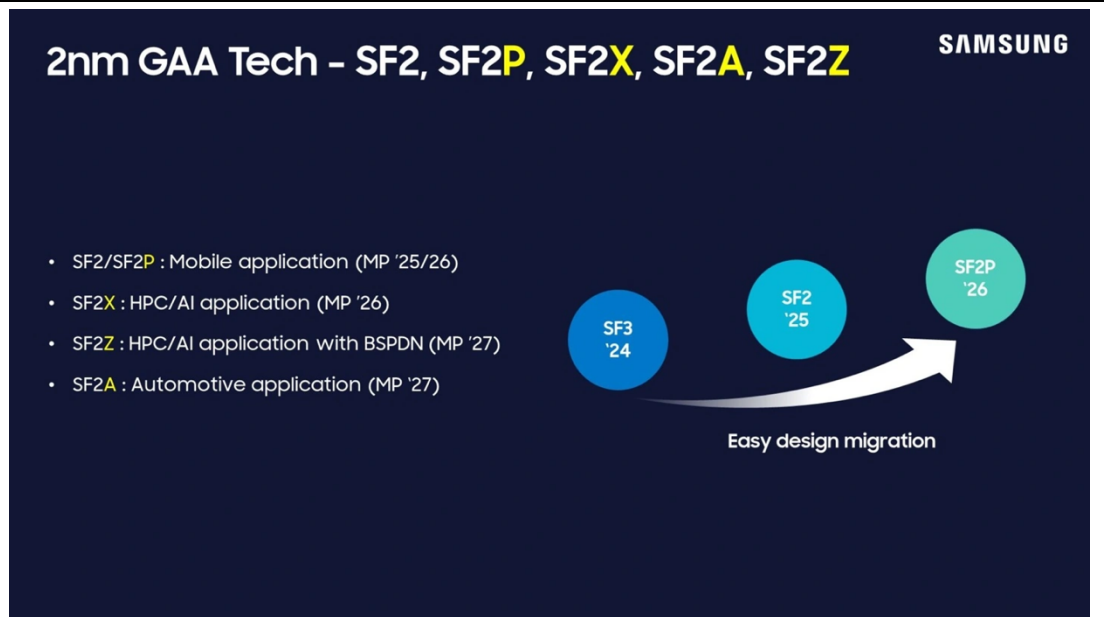 2nm GAA Tech – SF2, SF2P, SF2X, SF2A, SF2Z
SAMSUNG
• SF2/SF2P : Mobile application (MP '25/26)
• SF2X : HPC/AI application (MP '26)
• SF2Z : HPC/AI application with BSPDN (MP '27)
• SF2A : Automotive application (MP '27)
SF3
'24
SF2
'25
SF2P
'26
Easy design migration